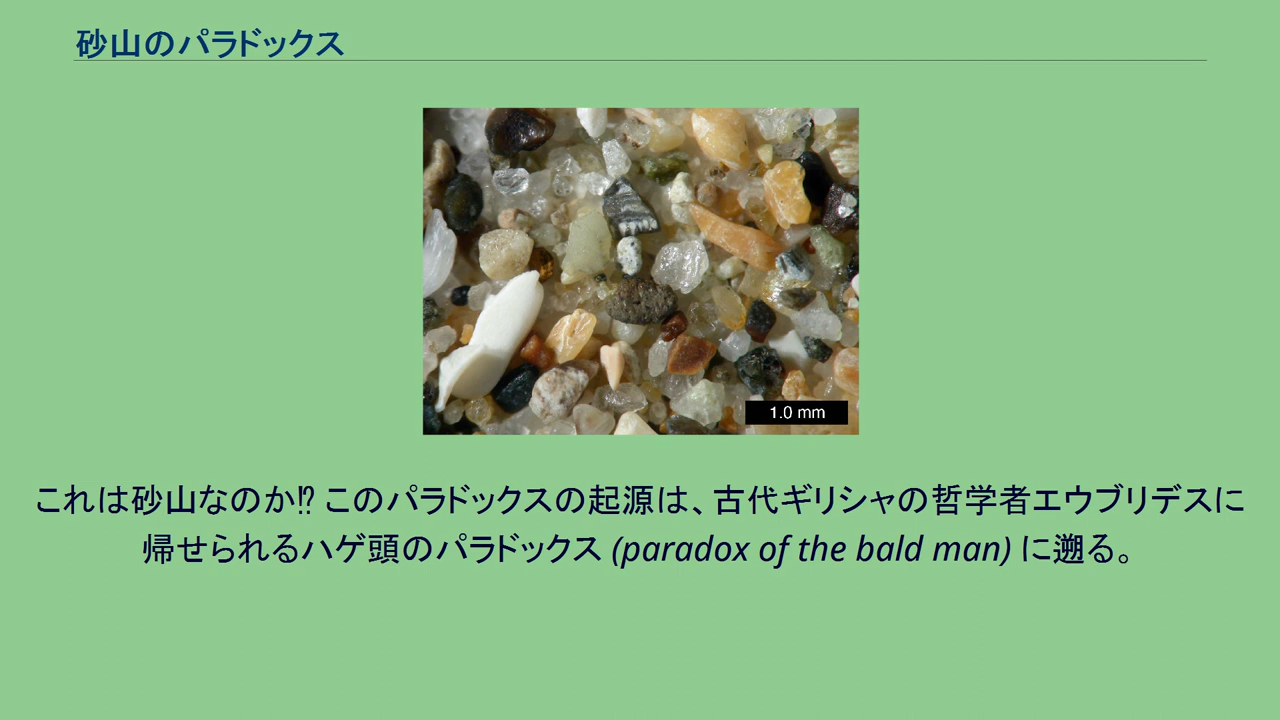 砂山のパラドックス
1.0 mm
これは砂山なのか⁉ このパラドックスの起源は、古代ギリシャの哲学者エウブリデスに
帰せられるハゲ頭のパラドックス (paradox of the bald man) に遡る。